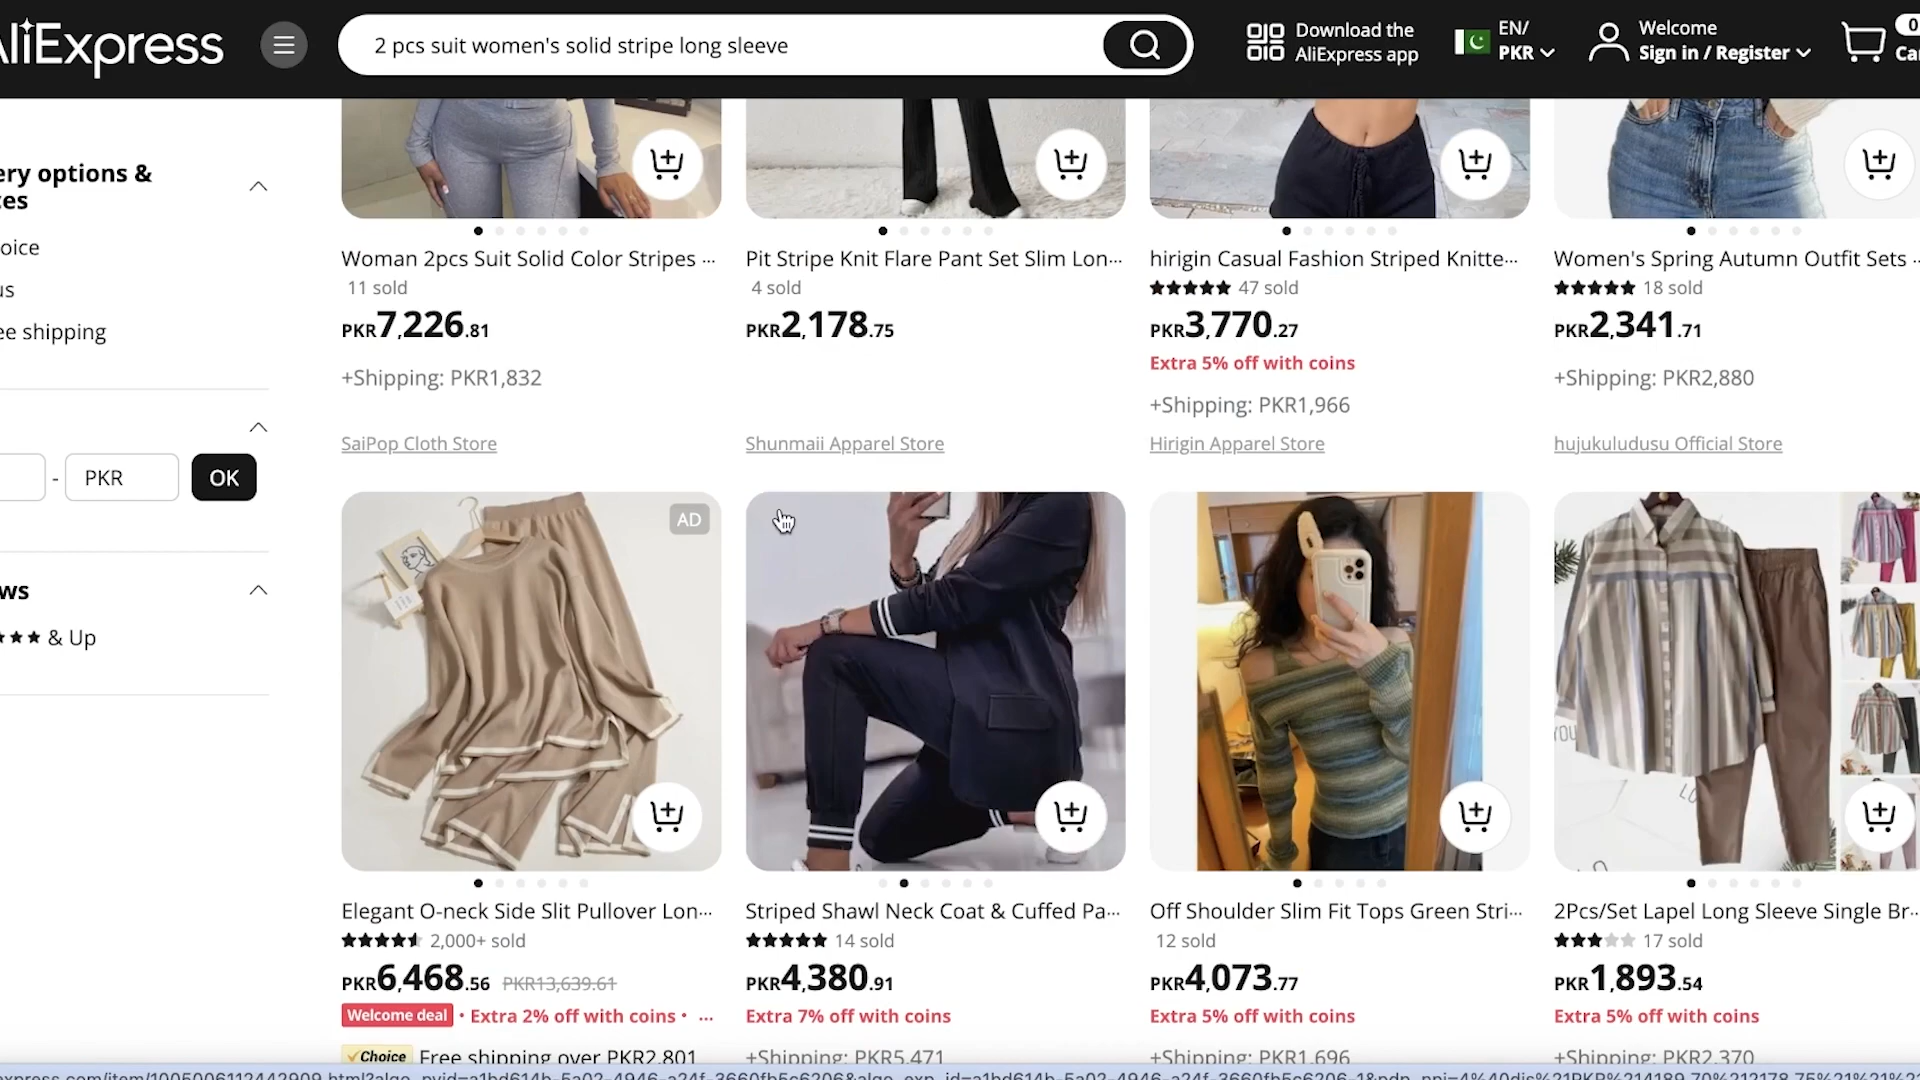 AliExpress
2 pcs suit women's solid stripe long sleeve
Download the
AliExpress app
EN/
PKR
Welcome
Sign in / Register
0
ery options &
oice
ee shipping
PKR
-
OK
& Up
Woman 2pcs Suit Solid Color Stripes ...
11 sold
PKR7,226.81
+Shipping: PKR1,832
SaiPop Cloth Store
Pit Stripe Knit Flare Pant Set Slim Lon...
4 sold
PKR2,178.75
Shunmaii Apparel Store
hirigin Casual Fashion Striped Knitte...
47 sold
PKR3,770.27
Extra 5% off with coins
+Shipping: PKR1,966
Hirigin Apparel Store
Women's Spring Autumn Outfit Sets
18 sold
PKR2,341.71
+Shipping: PKR2,880
hujukuludusu Official Store
AD
Elegant O-neck Side Slit Pullover Lon...
2,000+ sold
PKR6,468.56 PKR13,639.61
Welcome deal · Extra 2% off with coins · ...
Choice Free shipping over PKR2,801
Striped Shawl Neck Coat & Cuffed Pa...
14 sold
PKR4,380.91
Extra 7% off with coins
+Shipping: PKR5,471
Off Shoulder Slim Fit Tops Green Stri...
12 sold
PKR4,073.77
Extra 5% off with coins
+Shipping: PKR1,696
2Pcs/Set Lapel Long Sleeve Single Br...
17 sold
PKR1,893.54
Extra 5% off with coins
+Shipping: PKR2,370